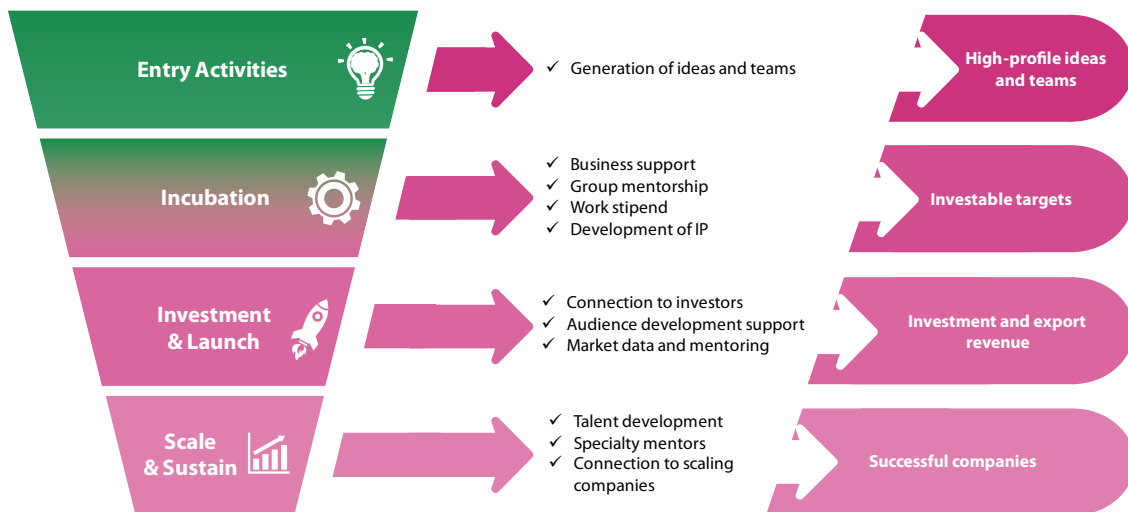 Entry Activities
✓ Generation of ideas and teams
High-profile ideas
and teams
Incubation
✓ Business support
✓ Group mentorship
✓ Work stipend
✓ Development of IP
Investable targets
Investment
& Launch
✓ Connection to investors
✓ Audience development support
✓ Market data and mentoring
Investment and export
revenue
Scale
& Sustain
✓ Talent development
✓ Specialty mentors
✓ Connection to scaling
companies
Successful companies